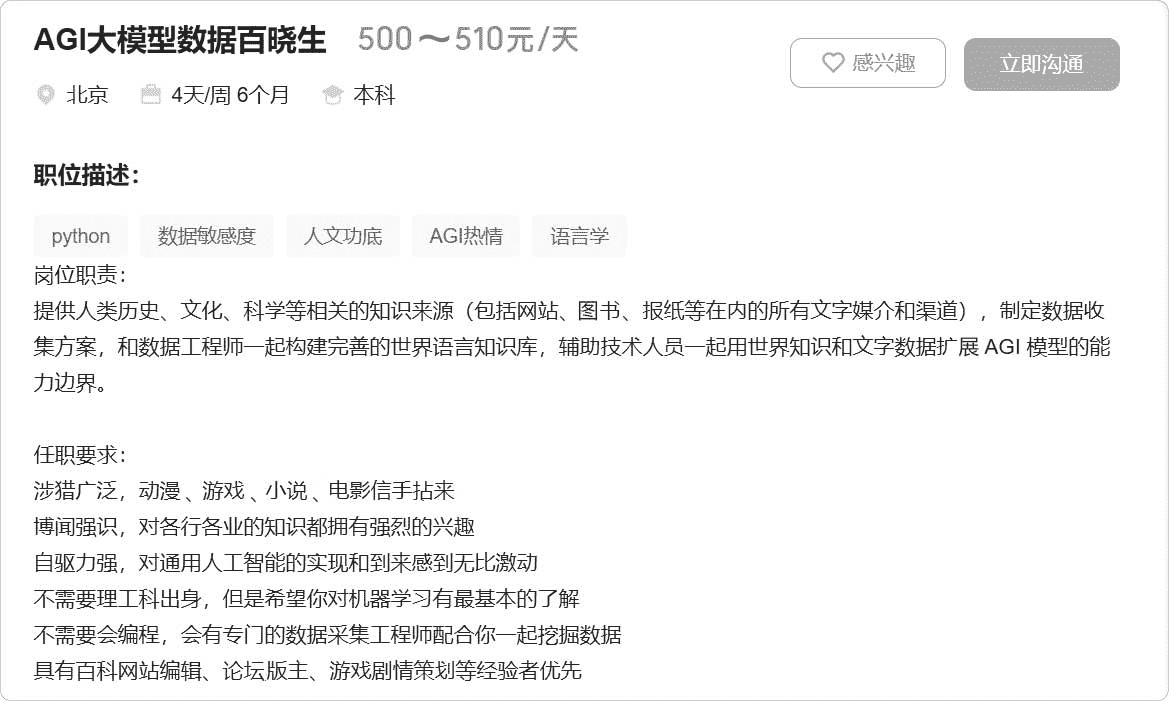 AGI大模型数据百晓生 500～510元/天
感兴趣
立即沟通
北京 4天/周 6个月 本科
职位描述：
python 数据敏感度 人文功底 AGI热情 语言学
岗位职责：
提供人类历史、文化、科学等相关的知识来源（包括网站、图书、报纸等在内的所有文字媒介和渠道），制定数据收
集方案，和数据工程师一起构建完善的世界语言知识库，辅助技术人员一起用世界知识和文字数据扩展 AGI 模型的能
力边界。
任职要求：
涉猎广泛，动漫、游戏、小说、电影信手拈来
博闻强识，对各行各业的知识都拥有强烈的兴趣
自驱力强，对通用人工智能的实现和到来感到无比激动
不需要理工科出身，但是希望你对机器学习有最基本的了解
不需要会编程，会有专门的数据采集工程师配合你一起挖掘数据
具有百科网站编辑、论坛版主、游戏剧情策划等经验者优先